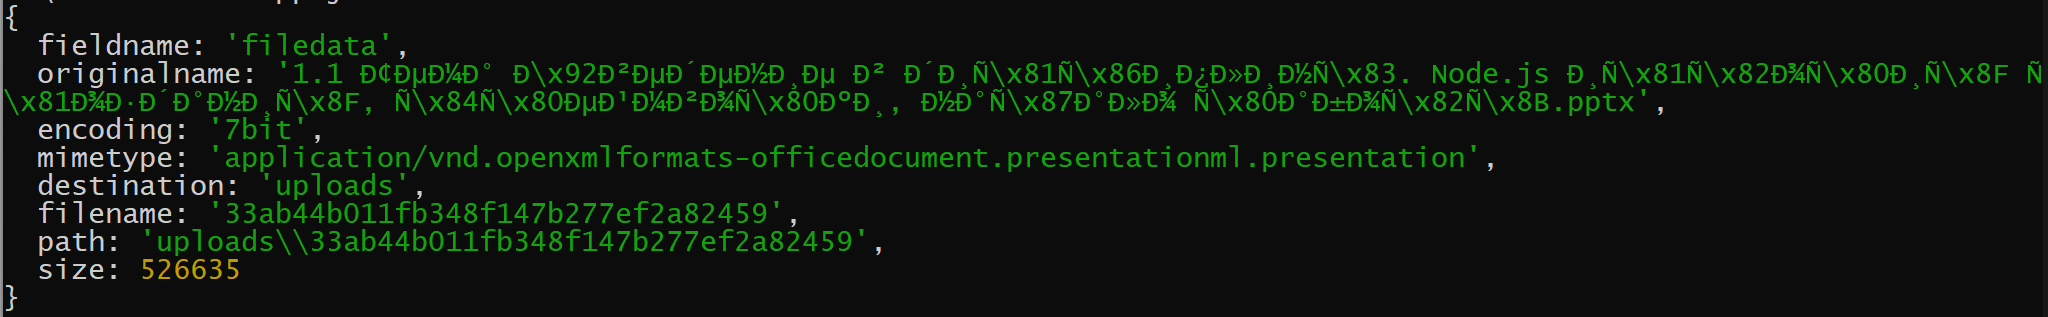 {
  fieldname: 'filedata',
  originalname: '1.1 Ð¢ÐµÐ¼Ð° Ð\x92Ð²ÐµÐ´ÐµÐ½Ð¸Ðµ Ð² Ð´Ð¸Ñ\x81Ñ\x86Ð¸Ð¿Ð»Ð¸Ð½Ñ\x83. Node.js Ð¸Ñ\x81Ñ\x82Ð¾Ñ\x80Ð¸Ñ\x8F Ñ
\x81Ð¾Ð·Ð´Ð°Ð½Ð¸Ñ\x8F, Ñ\x84Ñ\x80ÐµÐ¹Ð¼Ð²Ð¾Ñ\x80ÐºÐ¸, Ð½Ð°Ñ\x87Ð°Ð»Ð¾ Ñ\x80Ð°Ð±Ð¾Ñ\x82Ñ\x8B.pptx',
  encoding: '7bit',
  mimetype: 'application/vnd.openxmlformats-officedocument.presentationml.presentation',
  destination: 'uploads',
  filename: '33ab44b011fb348f147b277ef2a82459',
  path: 'uploads\\33ab44b011fb348f147b277ef2a82459',
  size: 526635
}